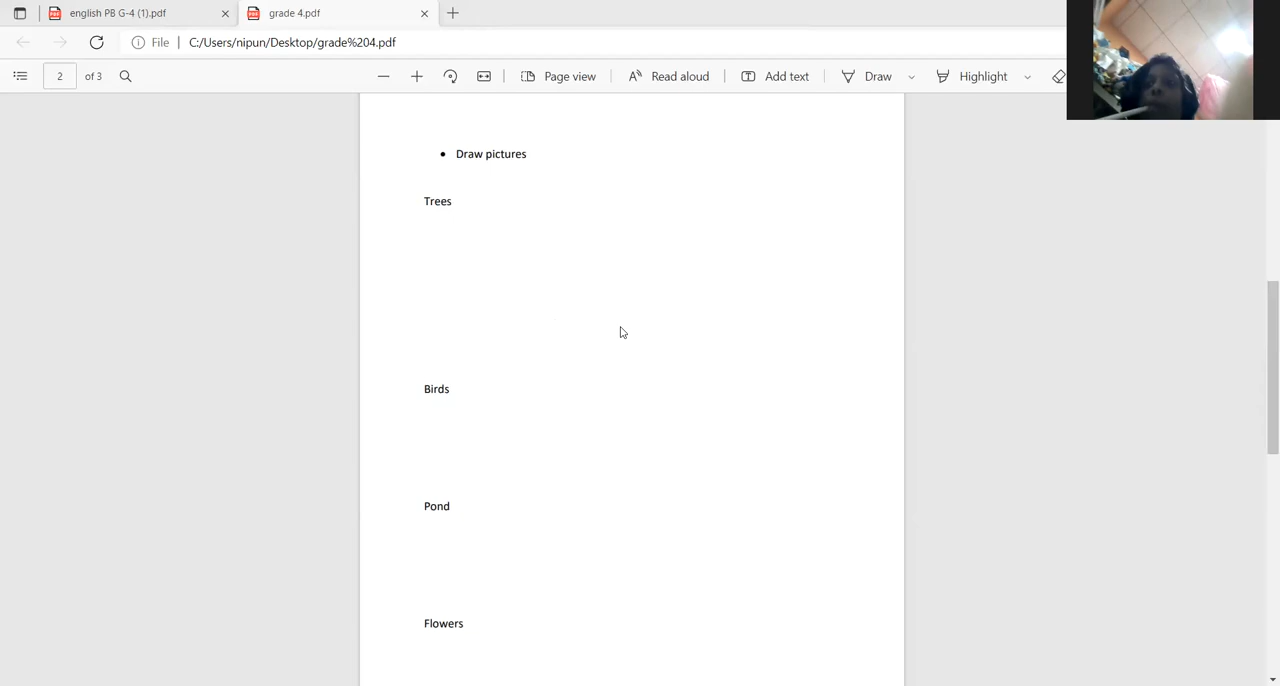 english PB G-4 (1).pdf
grade 4.pdf
File
C:/Users/nipun/Desktop/grade%204.pdf
2 of 3
Page view
Read aloud
Add text
Draw
Highlight
• Draw pictures
Trees
Birds
Pond
Flowers